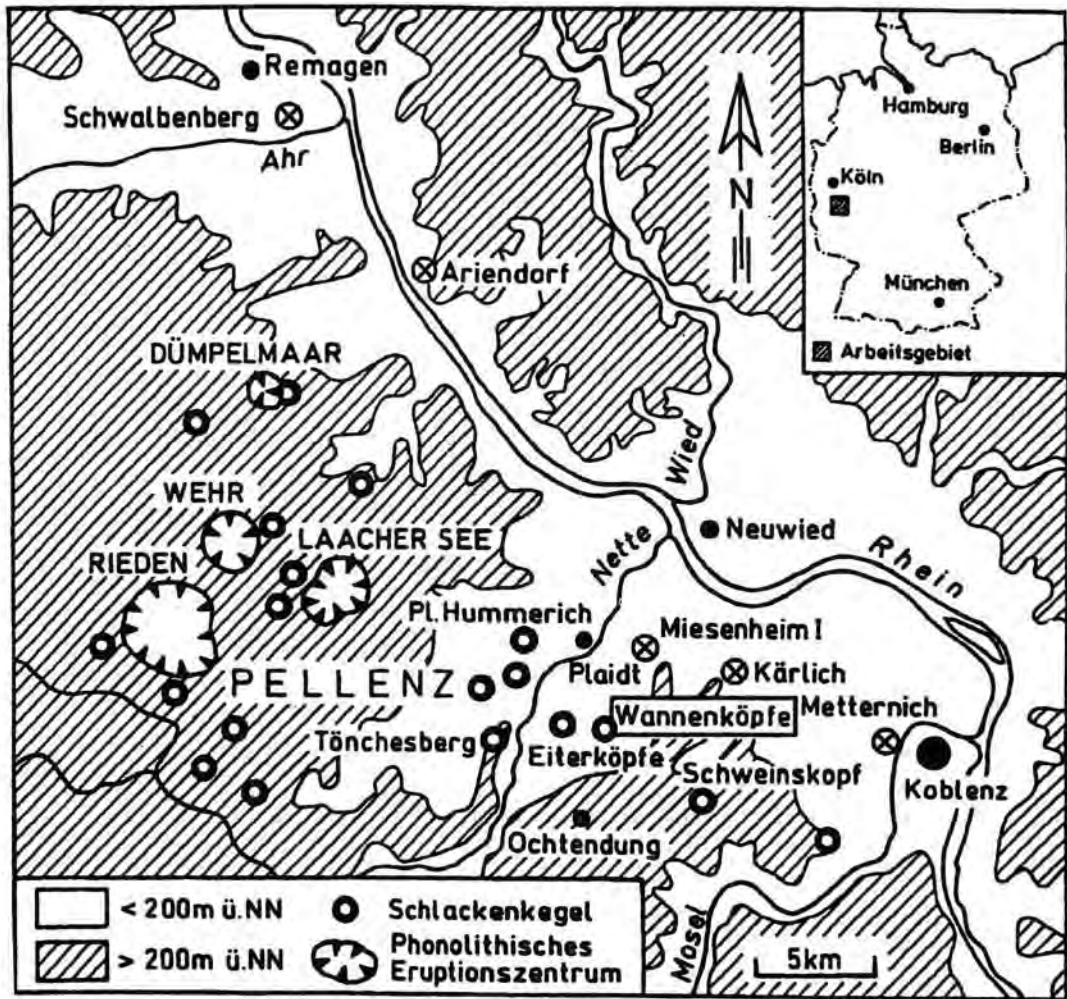 Remagen
Schwalbenberg
Ahr
Ariendorf
DÜMPELMAAR
WEHR
LAACHER SEE
RIEDEN
Wied
Neuwied
Nette
Rhein
Pl. Hummerich
Miesenheim I
Plaidt
Kärlich
PELLENZ
Wannenköpfe
Metternich
Tönchesberg
Eiterköpfe
Schweinskopf
Koblenz
Ochtendung
Mosel
N
Hamburg
Berlin
Köln
München
Arbeitsgebiet
< 200m ü.NN
> 200m ü.NN
Schlackenkegel
Phonolithisches
Eruptionszentrum
5km